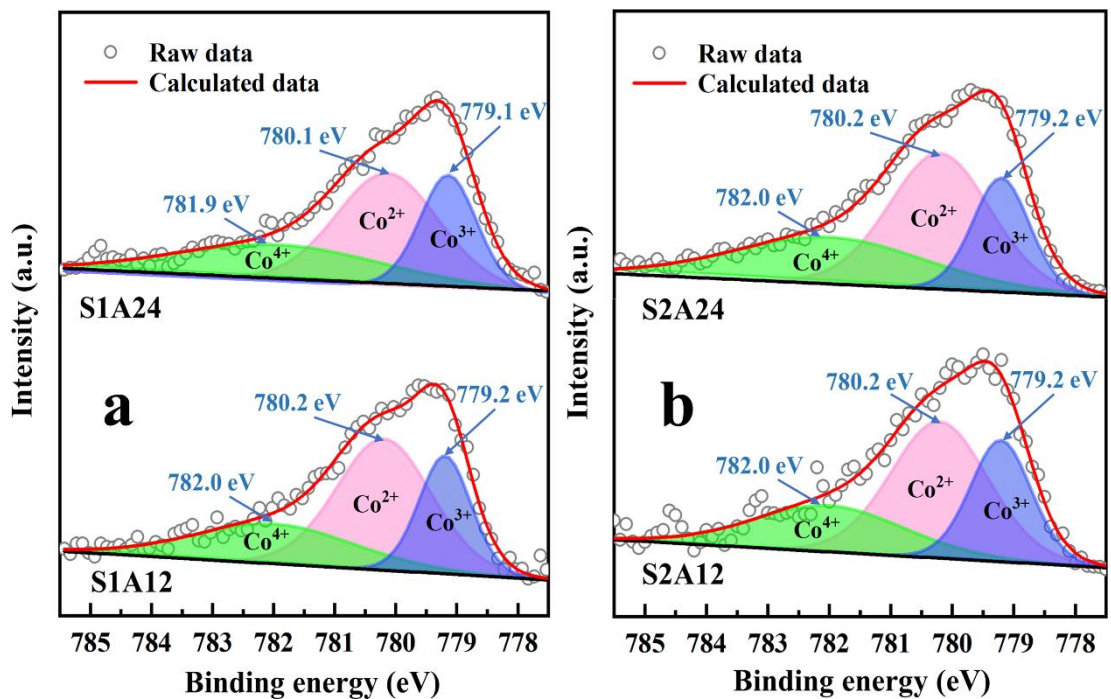 Intensity (a.u.)
Raw data
Calculated data
779.1 eV
780.1 eV
781.9 eV
Co2+
Co3+
Co4+
S1A24
a
780.2 eV
779.2 eV
782.0 eV
Co2+
Co3+
Co4+
S1A12
785 784 783 782 781 780 779 778
Binding energy (eV)
Intensity (a.u.)
Raw data
Calculated data
780.2 eV
779.2 eV
782.0 eV
Co2+
Co3+
Co4+
S2A24
b
780.2 eV
779.2 eV
782.0 eV
Co2+
Co3+
Co4+
S2A12
785 784 783 782 781 780 779 778
Binding energy (eV)